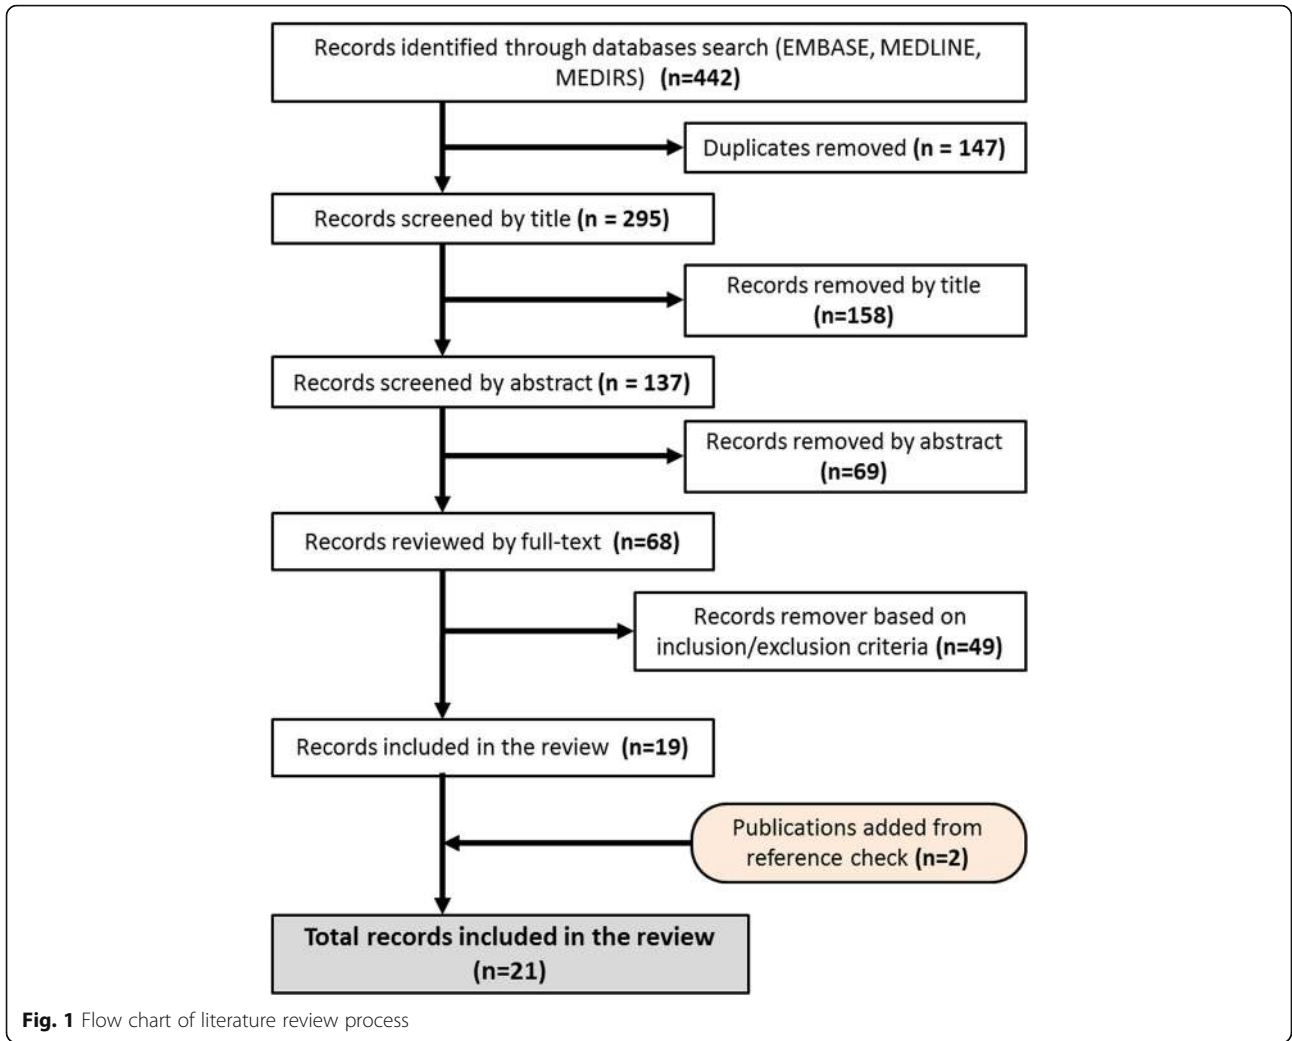 Records identified through databases search (EMBASE, MEDLINE,
MEDIRS) (n=442)
Duplicates removed (n = 147)
Records screened by title (n = 295)
Records removed by title
(n=158)
Records screened by abstract (n = 137)
Records removed by abstract
(n=69)
Records reviewed by full-text (n=68)
Records remover based on
inclusion/exclusion criteria (n=49)
Records included in the review (n=19)
Publications added from
reference check (n=2)
Total records included in the review
(n=21)
Fig. 1 Flow chart of literature review process